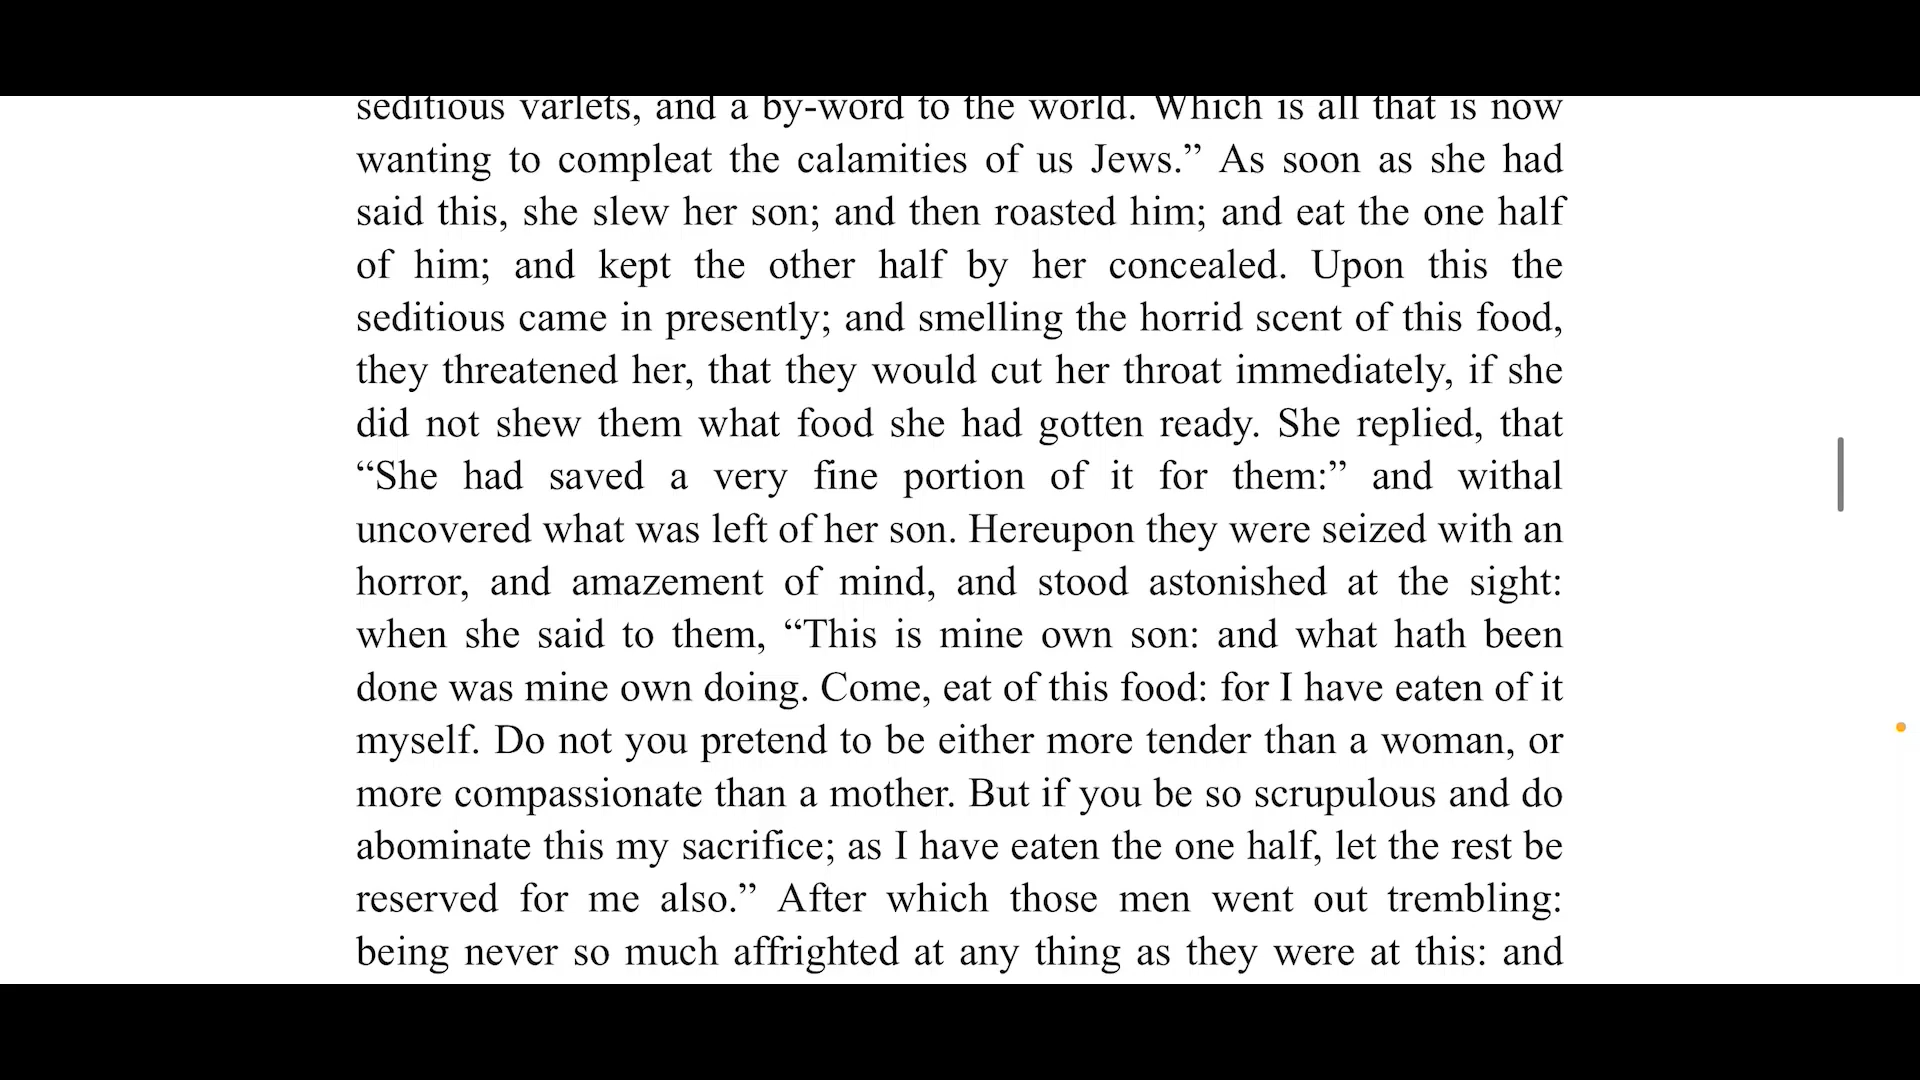 seditious varlets, and a by-word to the world. Which is all that is now
wanting to compleat the calamities of us Jews.” As soon as she had
said this, she slew her son; and then roasted him; and eat the one half
of him; and kept the other half by her concealed. Upon this the
seditious came in presently; and smelling the horrid scent of this food,
they threatened her, that they would cut her throat immediately, if she
did not shew them what food she had gotten ready. She replied, that
“She had saved a very fine portion of it for them:” and withal
uncovered what was left of her son. Hereupon they were seized with an
horror, and amazement of mind, and stood astonished at the sight:
when she said to them, “This is mine own son: and what hath been
done was mine own doing. Come, eat of this food: for I have eaten of it
myself. Do not you pretend to be either more tender than a woman, or
more compassionate than a mother. But if you be so scrupulous and do
abominate this my sacrifice; as I have eaten the one half, let the rest be
reserved for me also.” After which those men went out trembling:
being never so much affrighted at any thing as they were at this: and